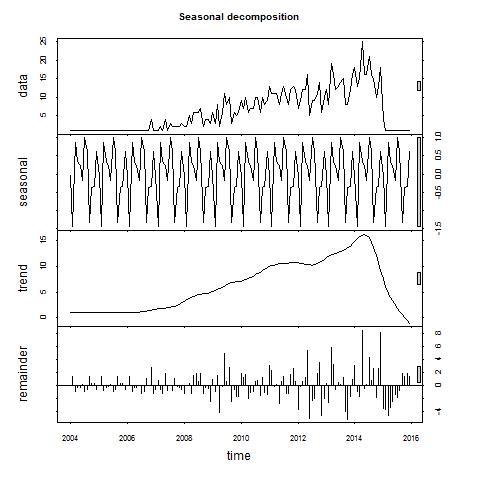 Seasonal decomposition
data
5 10 15 20 25
seasonal
-1.5 -0.5 0.0 0.5 1.0
trend
0 5 10 15
remainder
-4 0 2 4 6 8
2004 2006 2008 2010 2012 2014 2016
time